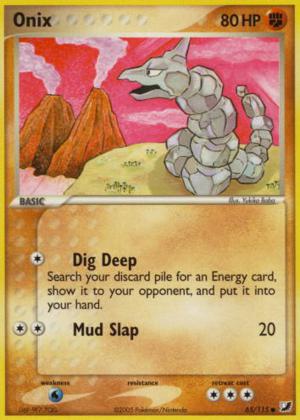 Onix 80 HP
Illus. Yukiko Baba
BASIC
Dig Deep
Search your discard pile for an Energy card,
show it to your opponent, and put it into
your hand.
Mud Slap 20
weakness resistance retreat cost
©2005 Pokémon/Nintendo 65/115